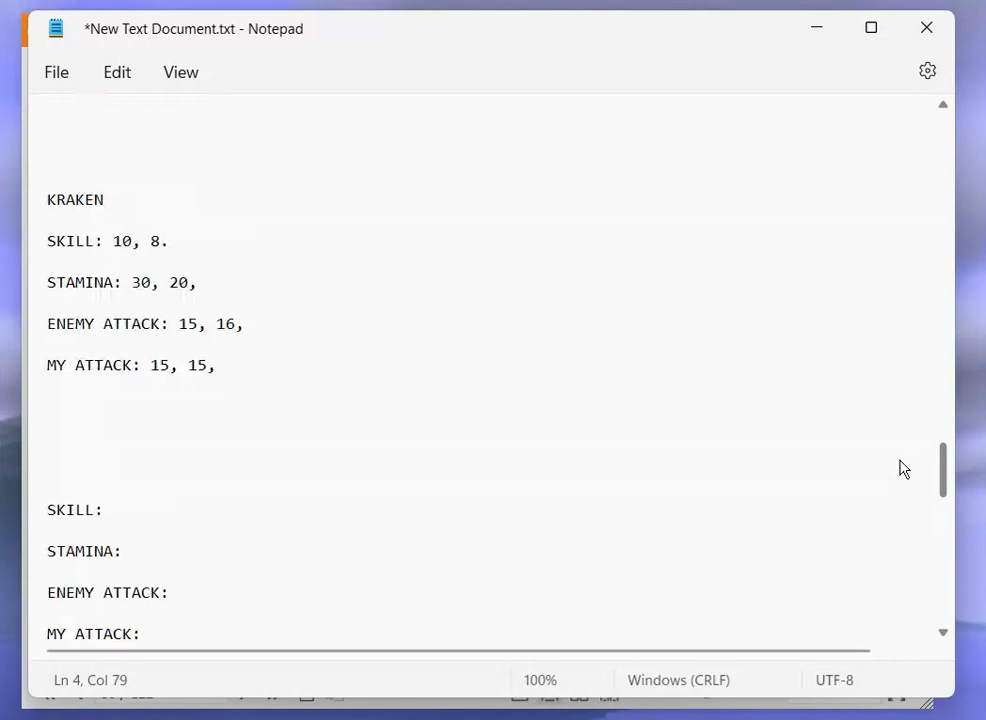 *New Text Document.txt - Notepad
File Edit View
KRAKEN
SKILL: 10, 8.
STAMINA: 30, 20,
ENEMY ATTACK: 15, 16,
MY ATTACK: 15, 15,
SKILL:
STAMINA:
ENEMY ATTACK:
MY ATTACK:
Ln 4, Col 79 100% Windows (CRLF) UTF-8